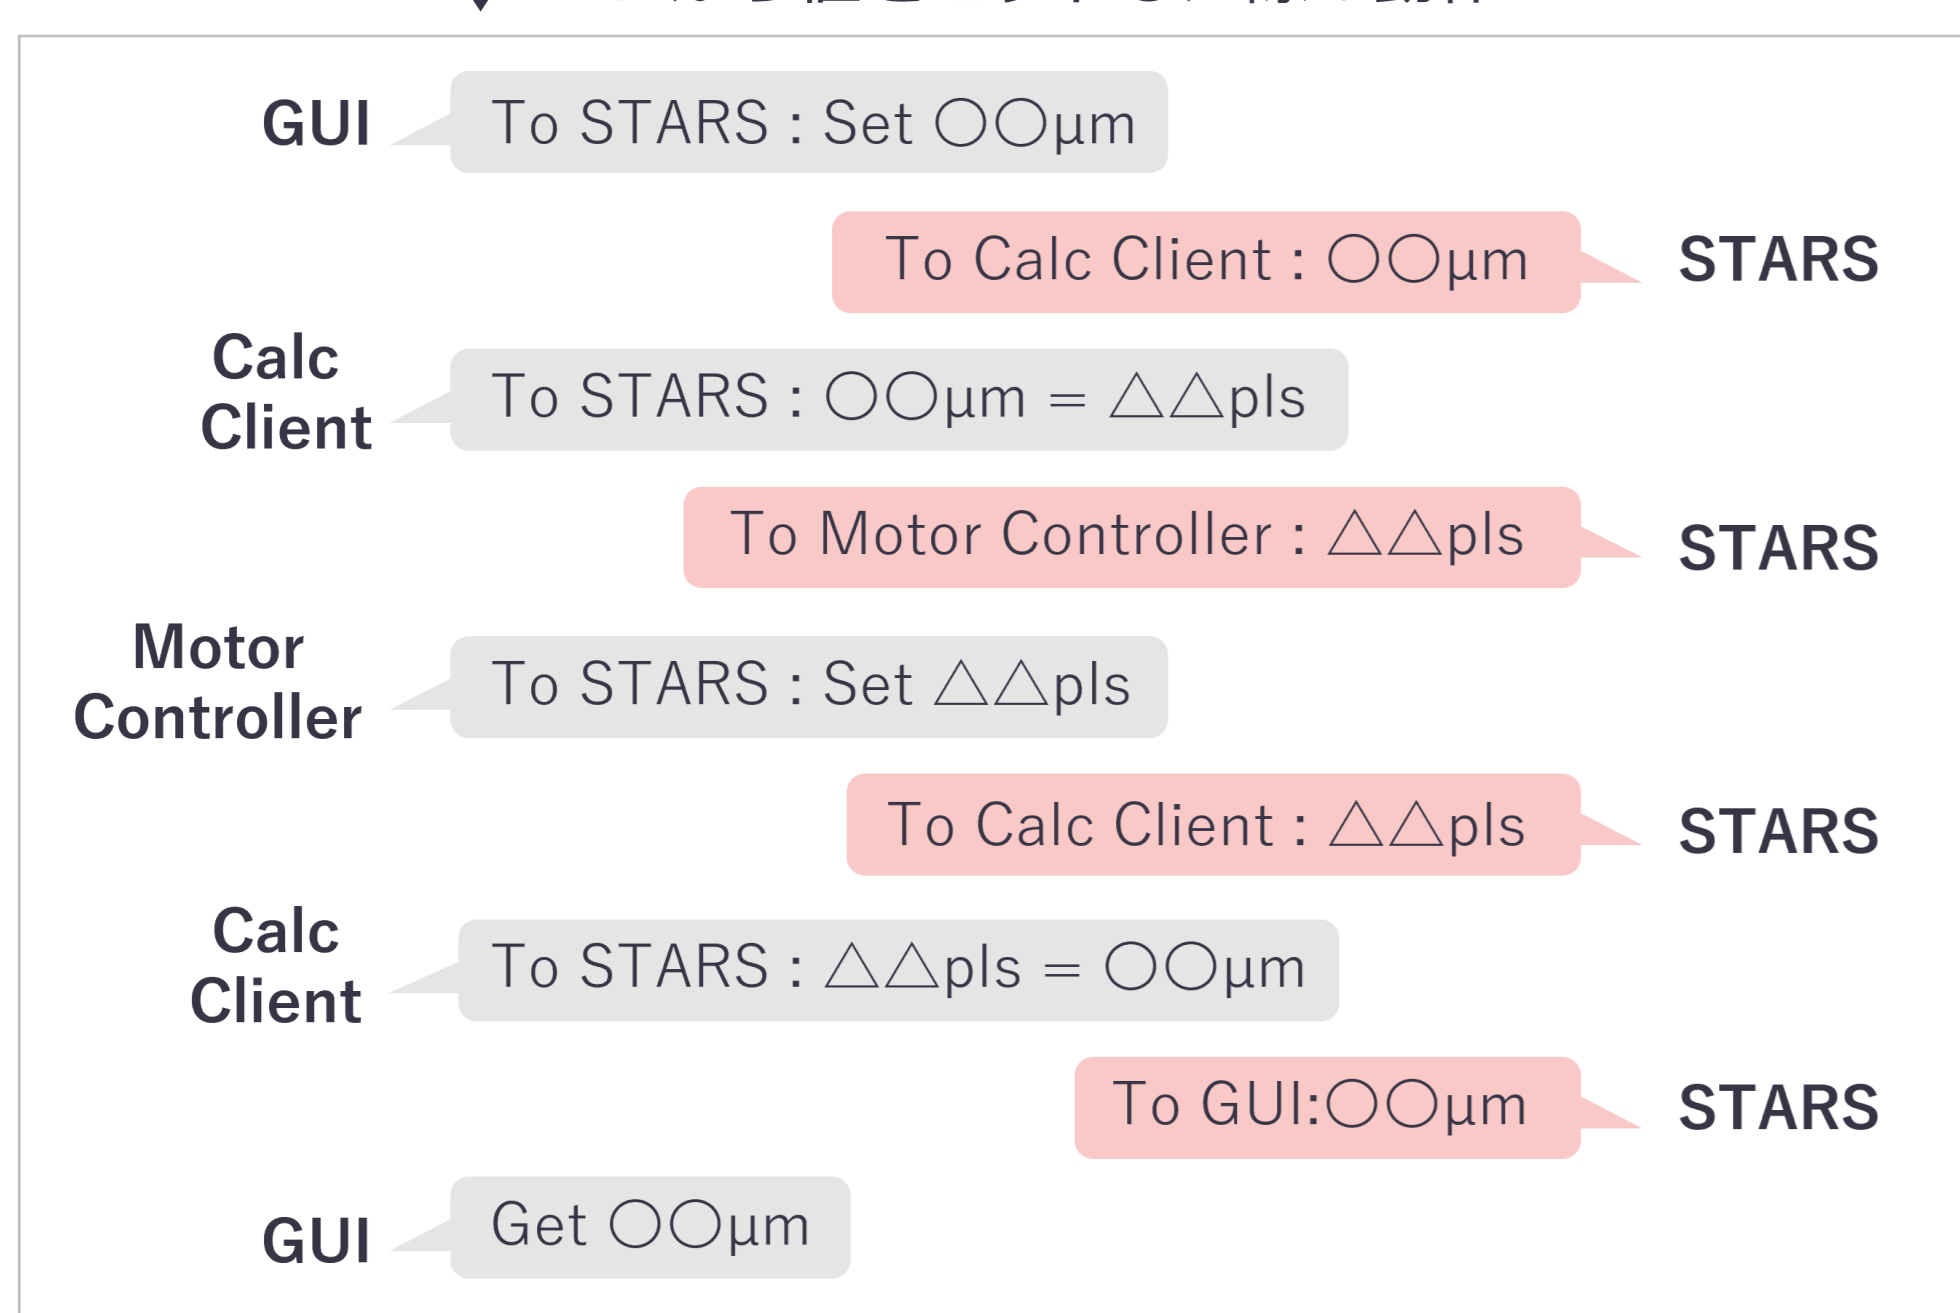 GUI
To STARS : Set ○○μm
To Calc Client : ○○μm
STARS
Calc
Client
To STARS : ○○μm = △△pls
To Motor Controller : △△pls
STARS
Motor
Controller
To STARS : Set △△pls
To Calc Client : △△pls
STARS
Calc
Client
To STARS : △△pls = ○○μm
To GUI:○○μm
STARS
GUI
Get ○○μm